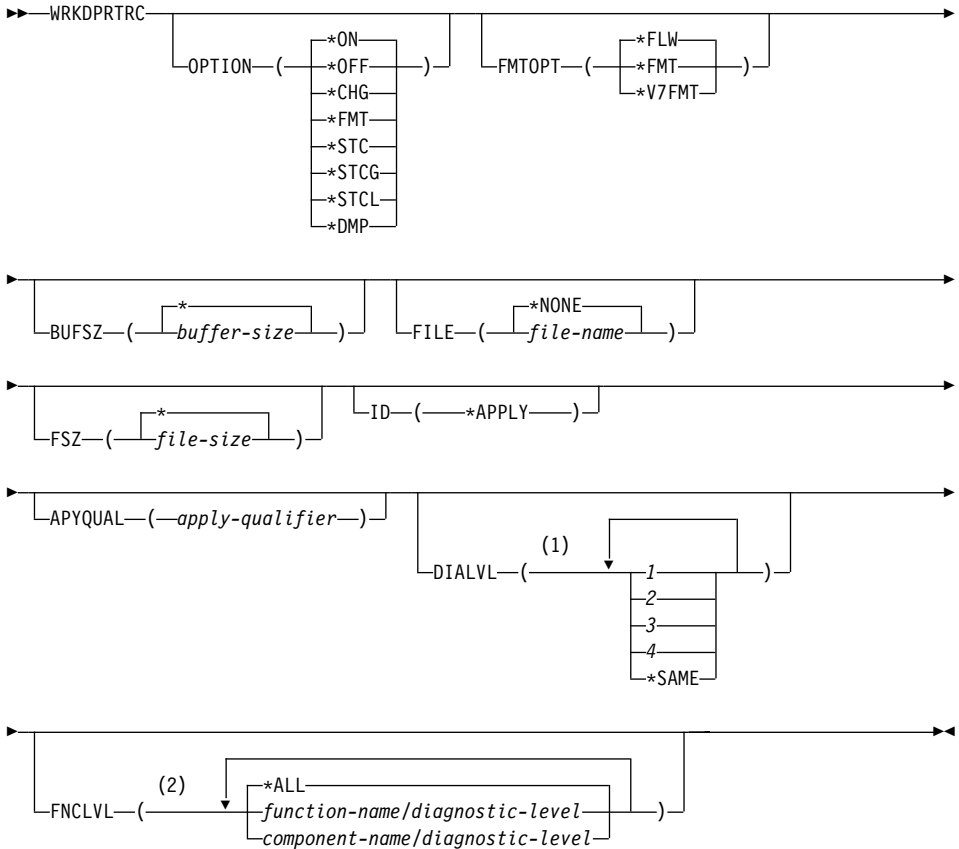 WRKDPRTRC
OPTION ( *ON ) FMTOPT ( *FLW )
*OFF *FMT
*CHG *V7FMT
*FMT
*STC
*STCG
*STCL
*DMP
BUFSZ ( * ) FILE ( *NONE )
buffer-size file-name
FSZ ( * ) ID ( *APPLY )
file-size
APYQUAL ( apply-qualifier ) DIALVL ( (1) 1 )
2
3
4
*SAME
FNCLVL ( (2) *ALL )
function-name/diagnostic-level
component-name/diagnostic-level